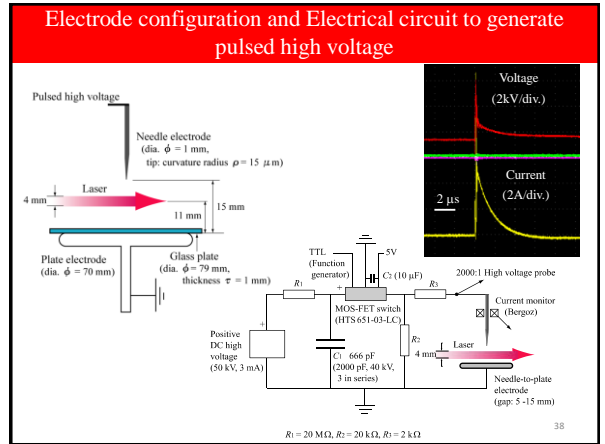 Electrode configuration and Electrical circuit to generate
pulsed high voltage
Pulsed high voltage
Needle electrode
(dia. ϕ = 1 mm,
tip: curvature radius ρ = 15 μm)
Laser
4 mm
15 mm
11 mm
Plate electrode
(dia. ϕ = 70 mm)
Glass plate
(dia. ϕ = 79 mm,
thickness τ = 1 mm)
Voltage
(2kV/div.)
Current
(2A/div.)
2 μs
TTL
(Function
generator)
5V
C2 (10 μF)
R1
+
MOS-FET switch
(HTS 651-03-LC)
R3
2000:1 High voltage probe
Current monitor
(Bergoz)
Positive
DC high
voltage
(50 kV, 3 mA)
+
C1 666 pF
(2000 pF, 40 kV,
3 in series)
R2
Laser
4 mm
Needle-to-plate
electrode
(gap: 5 -15 mm)
R1 = 20 MΩ, R2 = 20 kΩ, R3 = 2 kΩ
38